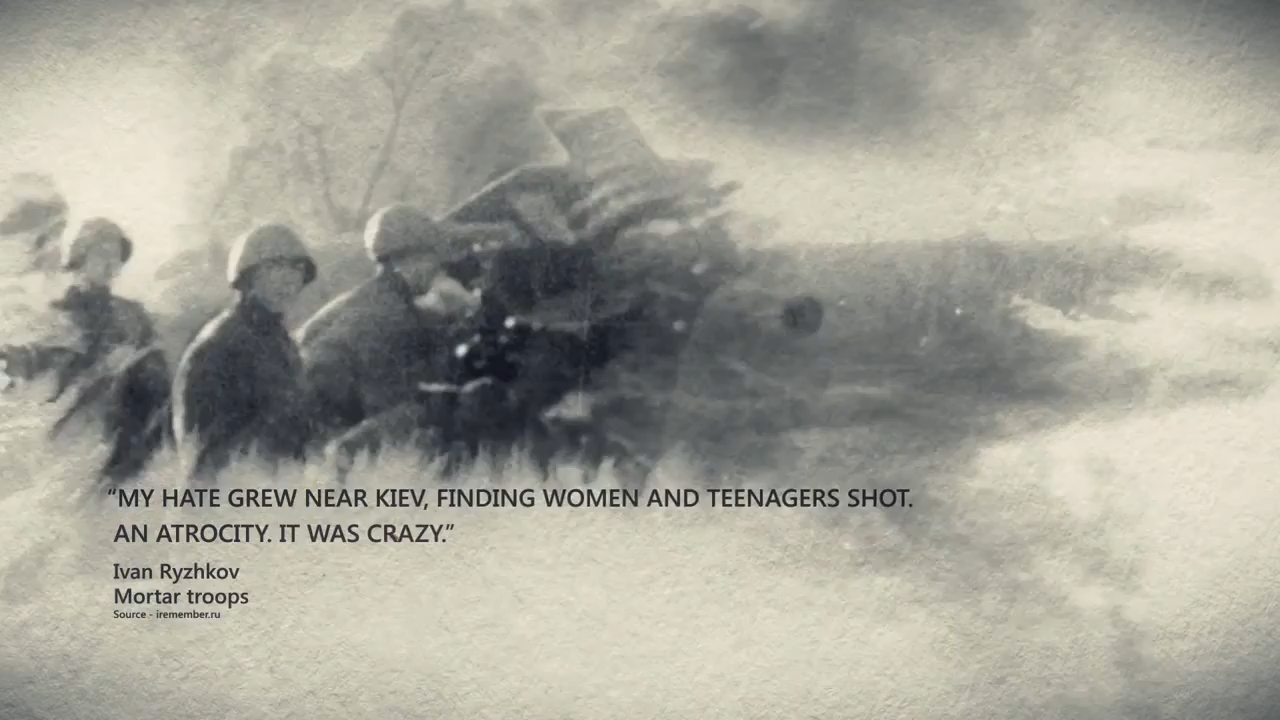 “MY HATE GREW NEAR KIEV, FINDING WOMEN AND TEENAGERS SHOT.
AN ATROCITY. IT WAS CRAZY.”
Ivan Ryzhkov
Mortar troops
Source - iremember.ru